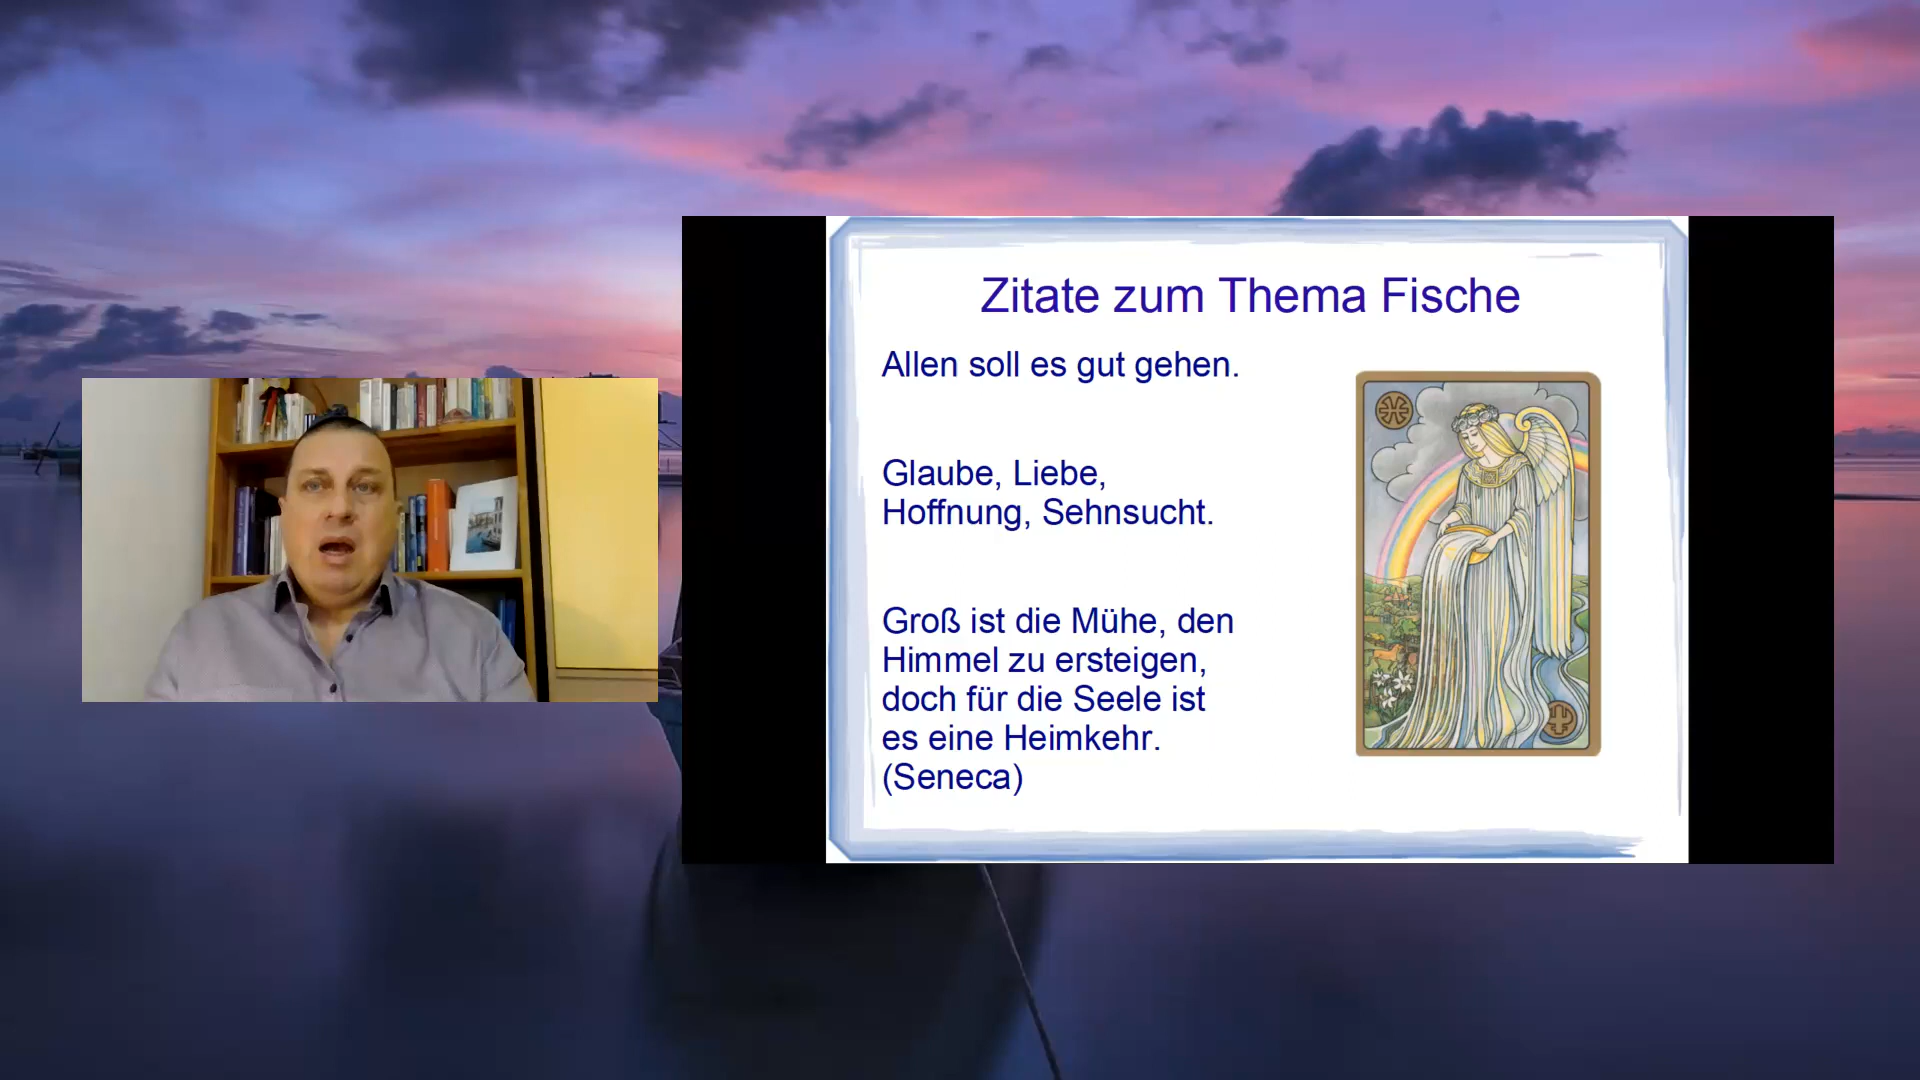 Zitate zum Thema Fische
Allen soll es gut gehen.
Glaube, Liebe,
Hoffnung, Sehnsucht.
Groß ist die Mühe, den
Himmel zu ersteigen,
doch für die Seele ist
es eine Heimkehr.
(Seneca)